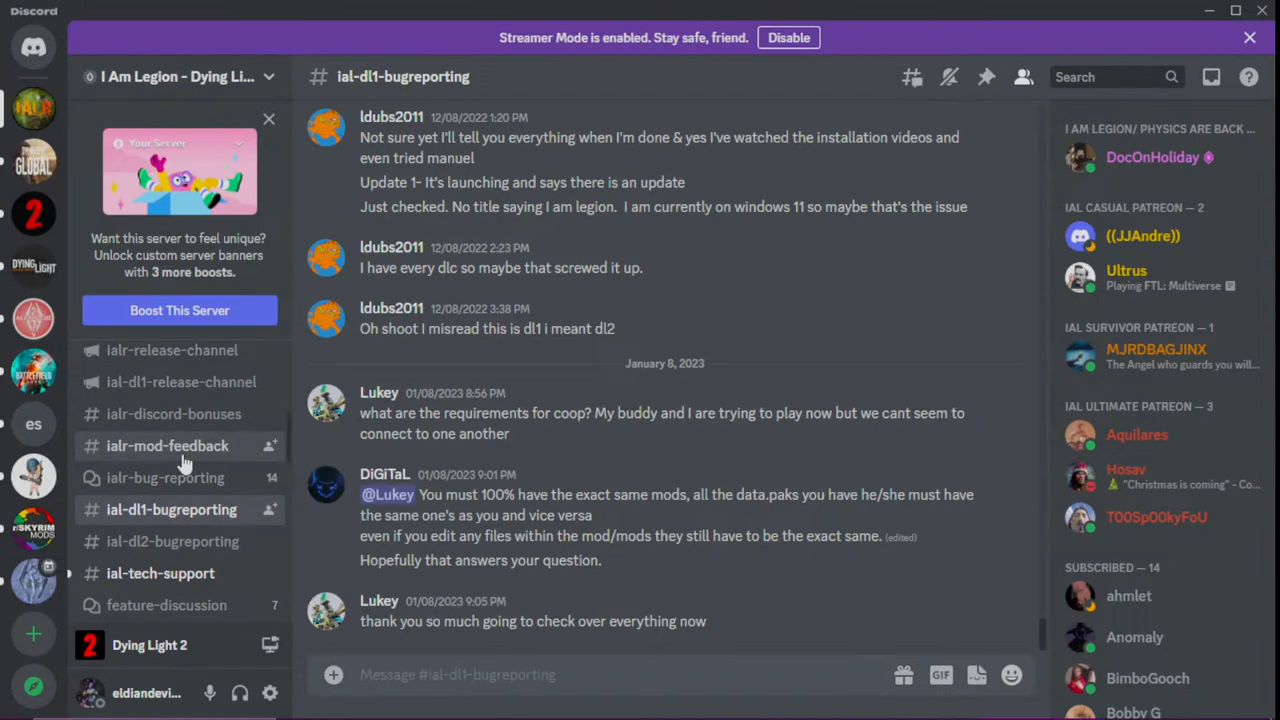 Discord
Streamer Mode is enabled. Stay safe, friend.
Disable
I Am Legion - Dying Li...
ial-dl1-bugreporting
Search
Your Server
Want this server to feel unique?
Unlock custom server banners
with 3 more boosts.
Boost This Server
ialr-release-channel
ial-dl1-release-channel
ialr-discord-bonuses
ialr-mod-feedback
ialr-bug-reporting 14
ial-dl1-bugreporting
ial-dl2-bugreporting
ial-tech-support
feature-discussion 7
Dying Light 2
eldiandevi...
GLOBAL
2
DYING LIGHT
BATTLEFIELD
es
r/SKYRIM
MODS
ldubs2011 12/08/2022 1:20 PM
Not sure yet I'll tell you everything when I'm done & yes I've watched the installation videos and
even tried manuel
Update 1- It's launching and says there is an update
Just checked. No title saying I am legion. I am currently on windows 11 so maybe that's the issue
ldubs2011 12/08/2022 2:23 PM
I have every dlc so maybe that screwed it up.
ldubs2011 12/08/2022 3:38 PM
Oh shoot I misread this is dl1 i meant dl2
January 8, 2023
Lukey 01/08/2023 8:56 PM
what are the requirements for coop? My buddy and I are trying to play now but we cant seem to
connect to one another
DiGiTaL 01/08/2023 9:01 PM
@Lukey You must 100% have the exact same mods, all the data.paks you have he/she must have
the same one's as you and vice versa
even if you edit any files within the mod/mods they still have to be the exact same. (edited)
Hopefully that answers your question.
Lukey 01/08/2023 9:05 PM
thank you so much going to check over everything now
Message #ial-dl1-bugreporting
GIF
I AM LEGION/ PHYSICS ARE BACK ...
DocOnHoliday
IAL CASUAL PATREON — 2
((JJAndre))
Ultrus
Playing FTL: Multiverse
IAL SURVIVOR PATREON — 1
MJRDBAGJINX
The Angel who guards you will...
IAL ULTIMATE PATREON — 3
Aquilares
Hosav
"Christmas is coming" - Co...
T00Sp00kyFoU
SUBSCRIBED — 14
ahmlet
Anomaly
BimboGooch
Bobby G